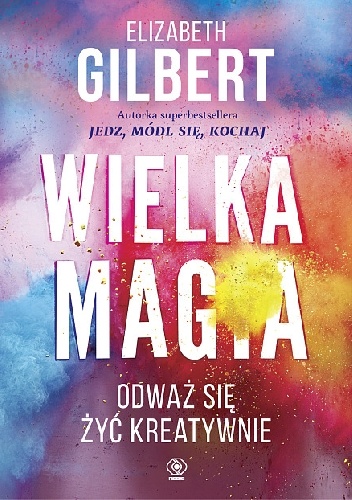 ELIZABETH
GILBERT
Autorka superbestsellera
JEDZ, MÓDL SIĘ, KOCHAJ
WIELKA
MAGIA
ODWAŻ SIĘ
ŻYĆ KREATYWNIE